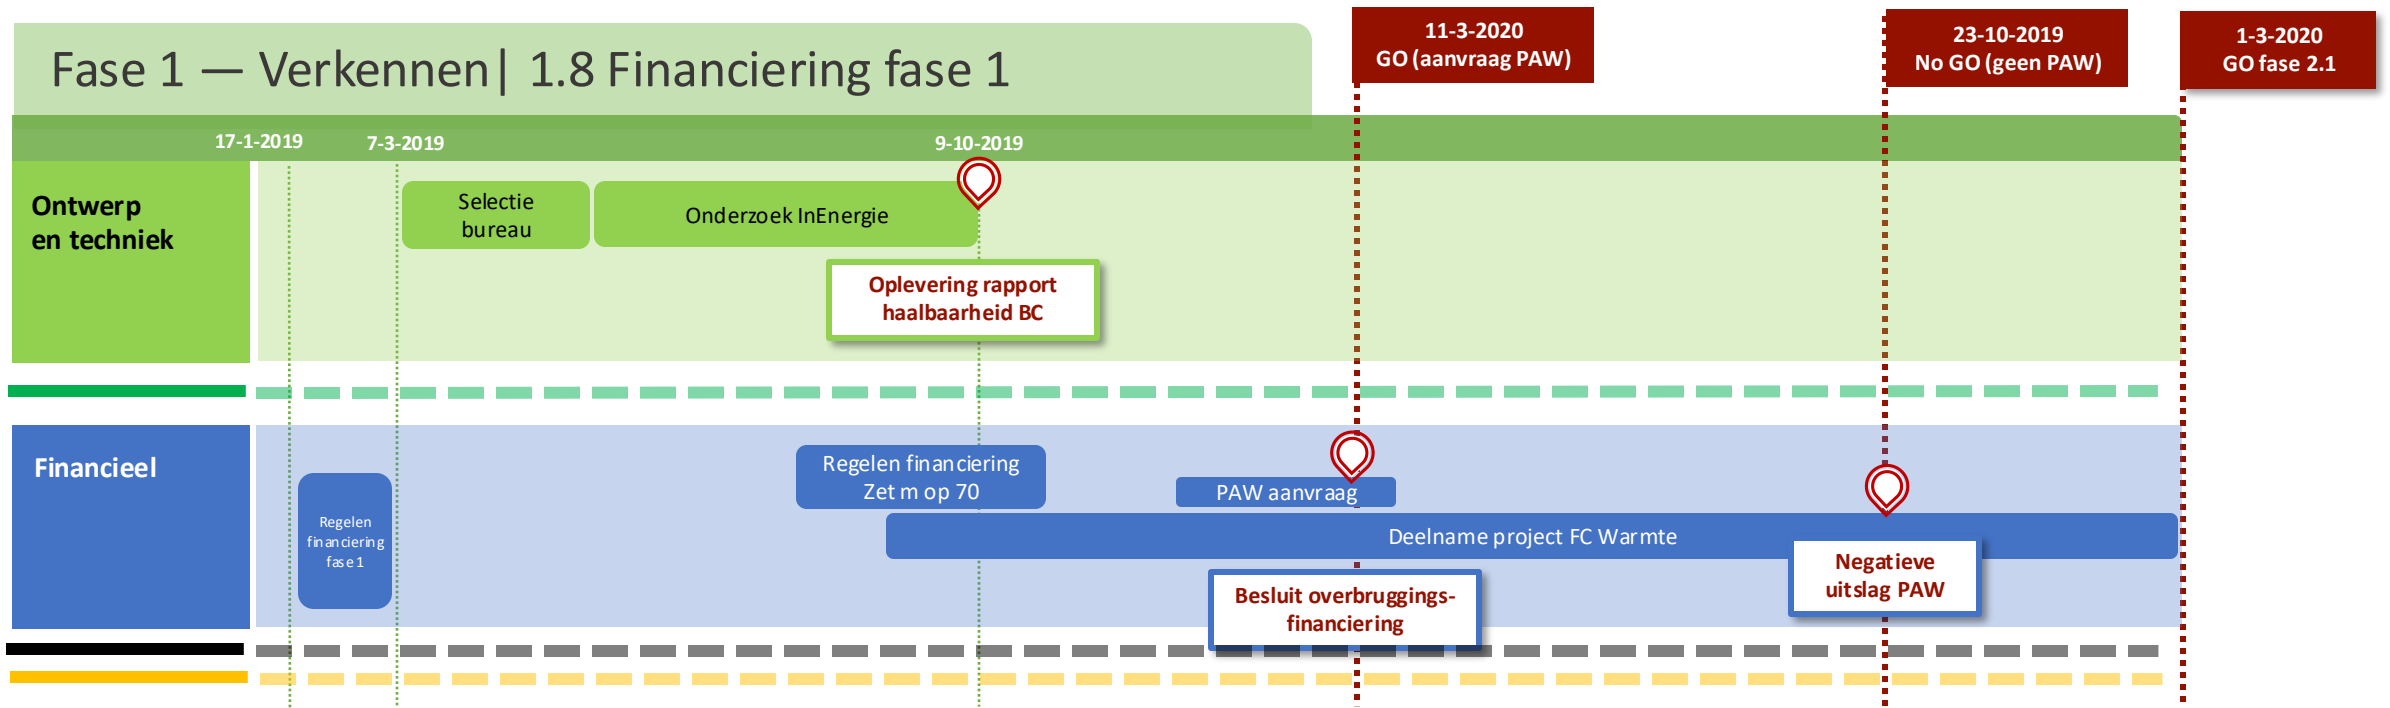 Fase 1 — Verkennen| 1.8 Financiering fase 1
11-3-2020
GO (aanvraag PAW)
23-10-2019
No GO (geen PAW)
1-3-2020
GO fase 2.1
17-1-2019
7-3-2019
9-10-2019
Ontwerp
en techniek
Selectie
bureau
Onderzoek InEnergie
Oplevering rapport
haalbaarheid BC
Financieel
Regelen
financiering
fase 1
Regelen financiering
Zet m op 70
PAW aanvraag
Deelname project FC Warmte
Besluit overbruggings-
financiering
Negatieve
uitslag PAW